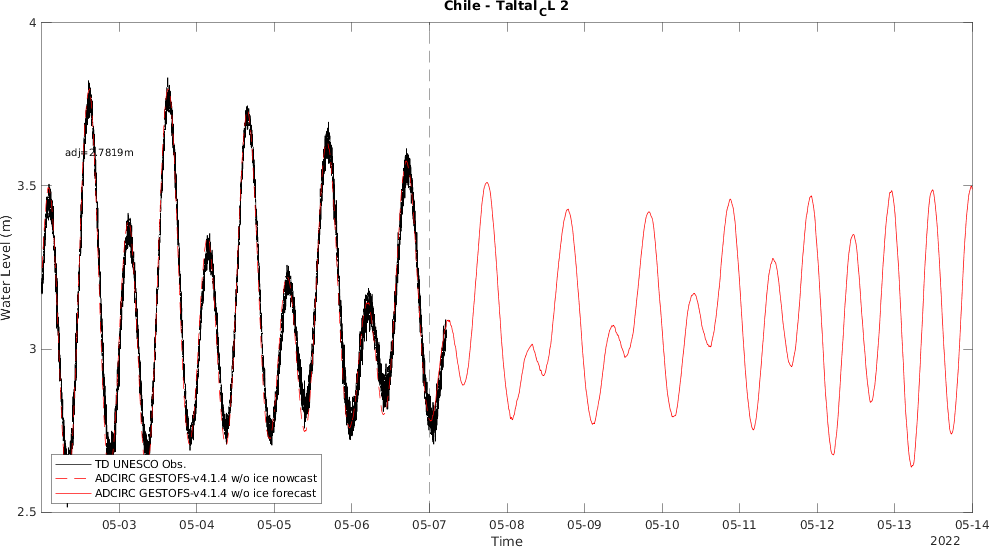 Chile - Taltal_CL 2
4
adj=2.7819m
3.5
Water Level (m)
3
TD UNESCO Obs.
ADCIRC GESTOFS-v4.1.4 w/o ice nowcast
ADCIRC GESTOFS-v4.1.4 w/o ice forecast
2.5
05-03 05-04 05-05 05-06 05-07 05-08 05-09 05-10 05-11 05-12 05-13 05-14
Time
2022